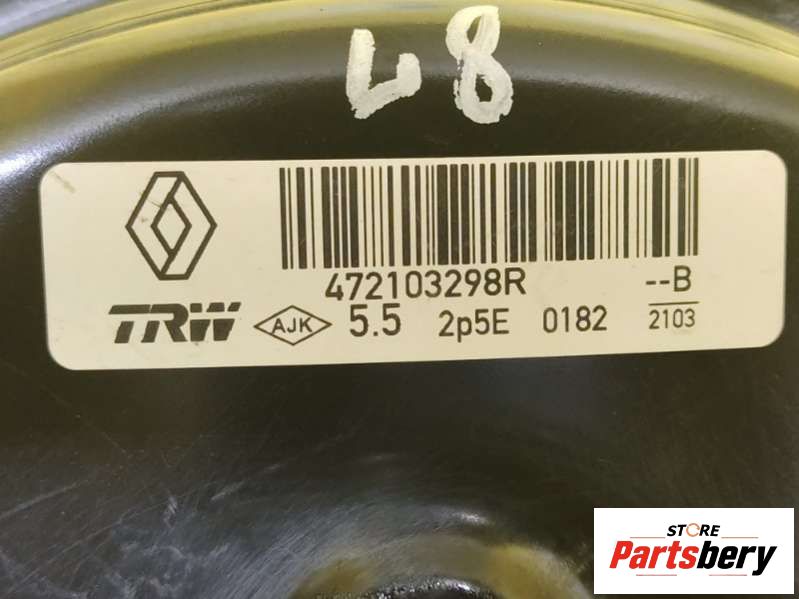 L8
472103298R --B
TRW AJK 5.5 2p5E 0182 2103
STORE
Partsbery